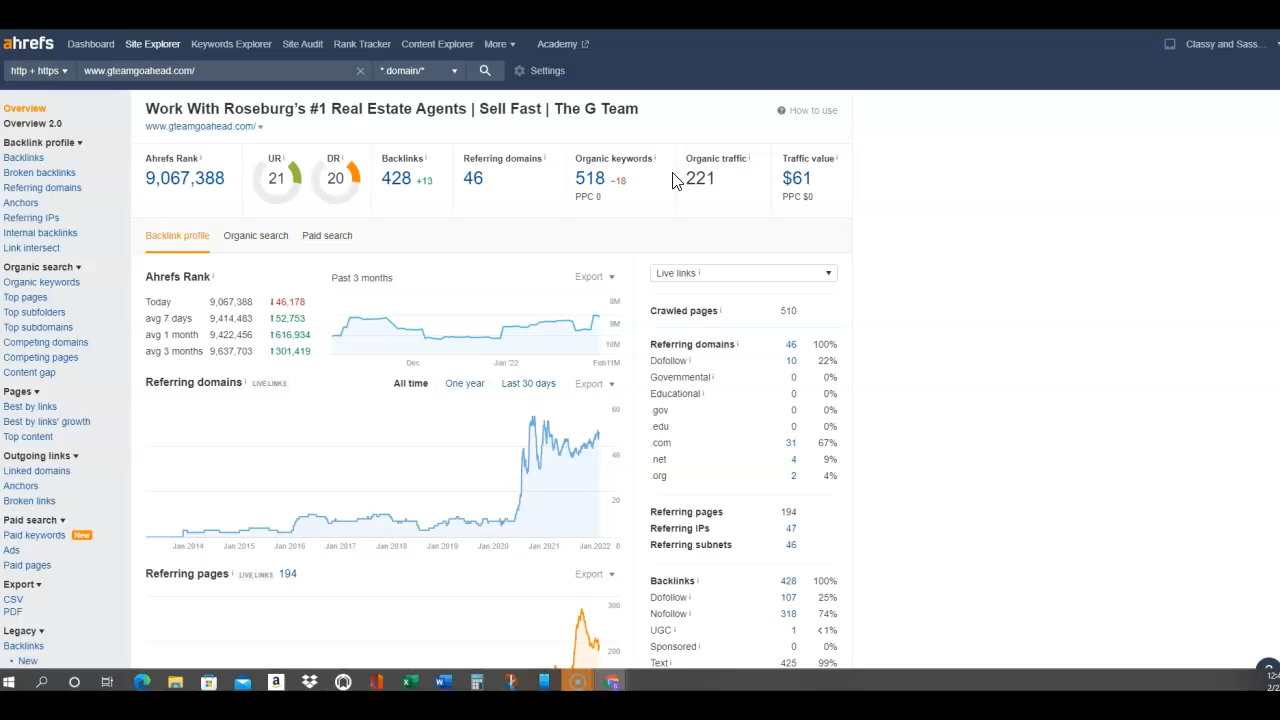 ahrefs Dashboard Site Explorer Keywords Explorer Site Audit Rank Tracker Content Explorer More Academy Classy and Sass...
http + https www.gteamgoahead.com/ *.domain/* Settings
Overview
Overview 2.0
Backlink profile
Backlinks
Broken backlinks
Referring domains
Anchors
Referring IPs
Internal backlinks
Link intersect
Organic search
Organic keywords
Top pages
Top subfolders
Top subdomains
Competing domains
Competing pages
Content gap
Pages
Best by links
Best by links' growth
Top content
Outgoing links
Linked domains
Anchors
Broken links
Paid search
Paid keywords New
Ads
Paid pages
Export
CSV
PDF
Legacy
Backlinks
• New
Work With Roseburg's #1 Real Estate Agents | Sell Fast | The G Team
? How to use
www.gteamgoahead.com/
Ahrefs Rank UR DR Backlinks Referring domains Organic keywords Organic traffic Traffic value
9,067,388 21 20 428 +13 46 518 −18 221 $61
PPC 0 PPC $0
Backlink profile Organic search Paid search
Ahrefs Rank Past 3 months Export
Today 9,067,388 46,178
avg 7 days 9,414,483 52,753
avg 1 month 9,422,456 616,934
avg 3 months 9,637,703 301,419
8M
9M
10M
Dec Jan '22 Feb 11M
Referring domains LIVE LINKS All time One year Last 30 days Export
60
40
20
Jan 2014 Jan 2015 Jan 2016 Jan 2017 Jan 2018 Jan 2019 Jan 2020 Jan 2021 Jan 2022 0
Referring pages LIVE LINKS 194 Export
300
200
Live links
Crawled pages 510
Referring domains 46 100%
Dofollow 10 22%
Governmental 0 0%
Educational 0 0%
.gov 0 0%
.edu 0 0%
.com 31 67%
.net 4 9%
.org 2 4%
Referring pages 194
Referring IPs 47
Referring subnets 46
Backlinks 428 100%
Dofollow 107 25%
Nofollow 318 74%
UGC 1 <1%
Sponsored 0 0%
Text 425 99%